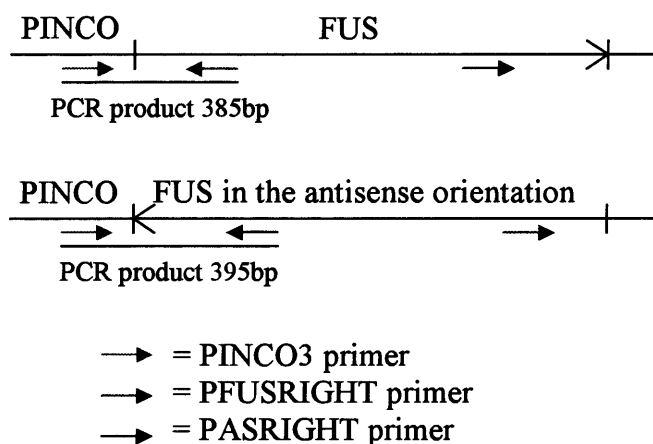 PINCO FUS
PCR product 385bp
PINCO FUS in the antisense orientation
PCR product 395bp
= PINCO3 primer
= PFUSRIGHT primer
= PASRIGHT primer